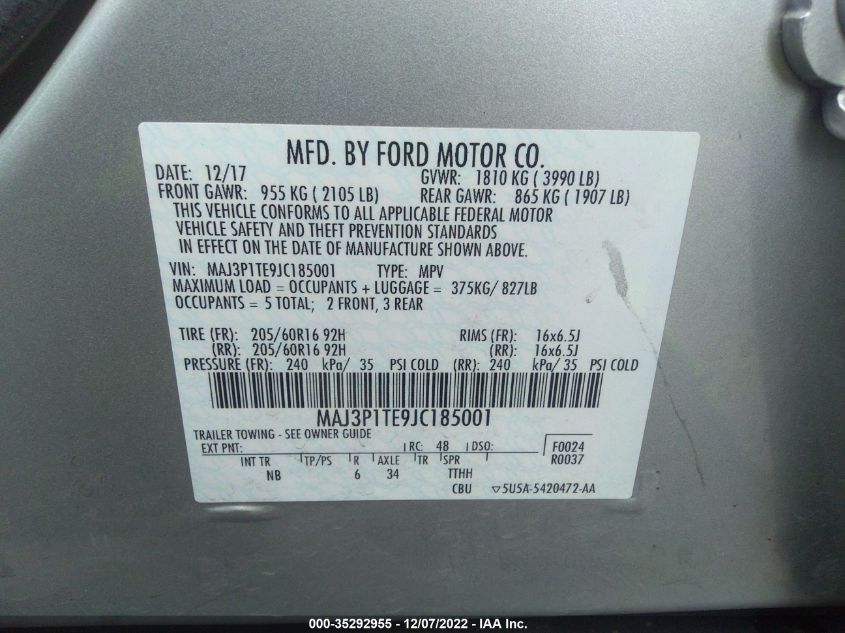 MFD. BY FORD MOTOR CO.
DATE: 12/17 GVWR: 1810 KG ( 3990 LB)
FRONT GAWR: 955 KG ( 2105 LB) REAR GAWR: 865 KG ( 1907 LB)
THIS VEHICLE CONFORMS TO ALL APPLICABLE FEDERAL MOTOR
VEHICLE SAFETY AND THEFT PREVENTION STANDARDS
IN EFFECT ON THE DATE OF MANUFACTURE SHOWN ABOVE.
VIN: MAJ3P1TE9JC185001 TYPE: MPV
MAXIMUM LOAD = OCCUPANTS + LUGGAGE = 375KG/ 827LB
OCCUPANTS = 5 TOTAL; 2 FRONT, 3 REAR
TIRE (FR): 205/60R16 92H RIMS (FR): 16x6.5J
(RR): 205/60R16 92H (RR): 16x6.5J
PRESSURE (FR): 240 kPa/ 35 PSI COLD (RR): 240 kPa/ 35 PSI COLD
MAJ3P1TE9JC185001
TRAILER TOWING - SEE OWNER GUIDE
EXT PNT: RC: 48 DSO: F0024
R0037
INT TR TP/PS R AXLE TR SPR
NB 6 34 TTHH
CBU ▽5U5A-5420472-AA
000-35292955 - 12/07/2022 - IAA Inc.